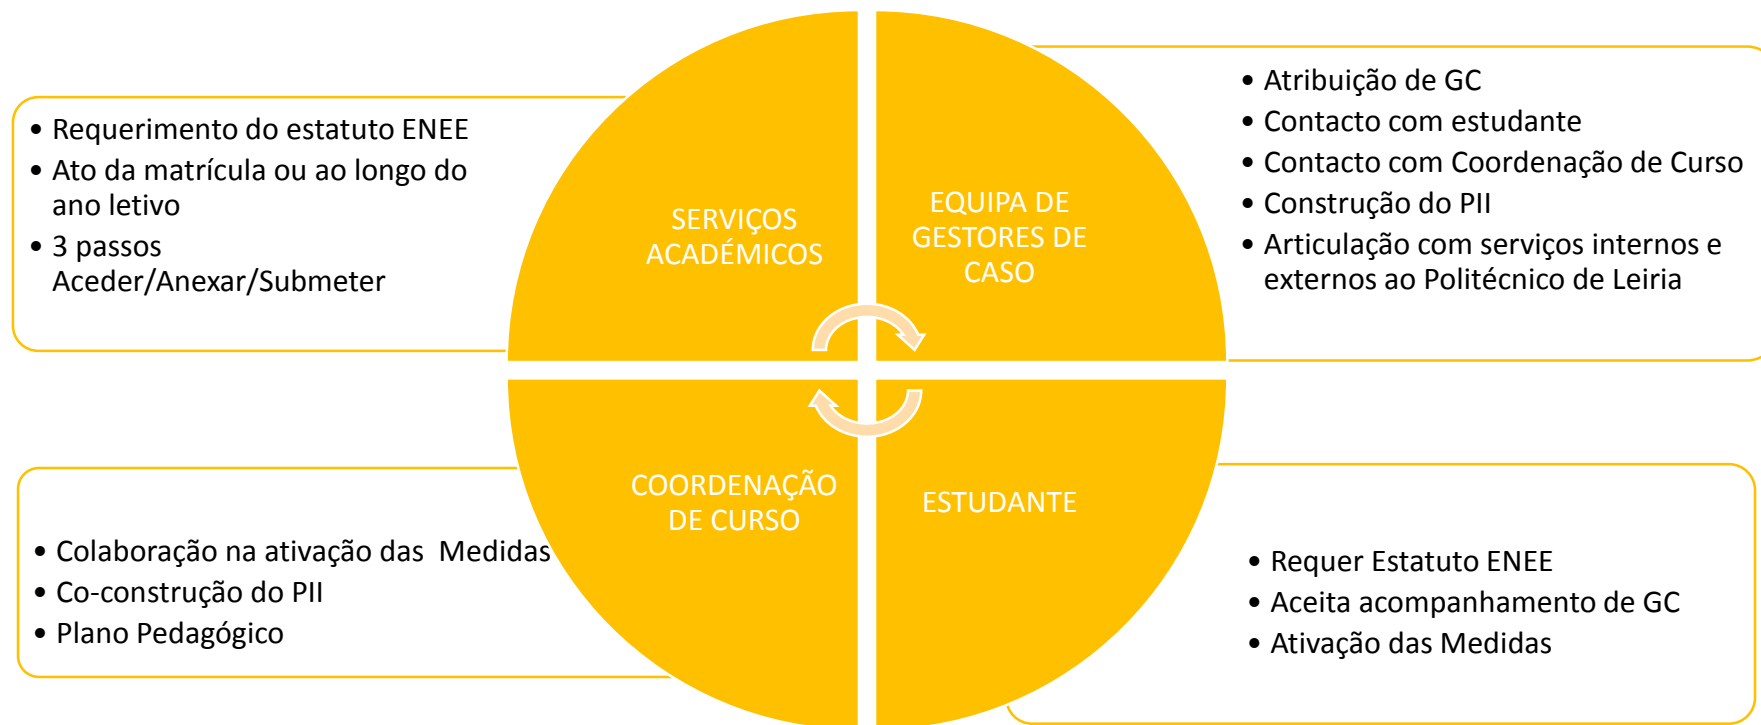 • Requerimento do estatuto ENEE
• Ato da matrícula ou ao longo do
ano letivo
• 3 passos
Aceder/Anexar/Submeter
SERVIÇOS
ACADÉMICOS
EQUIPA DE
GESTORES DE
CASO
• Atribuição de GC
• Contacto com estudante
• Contacto com Coordenação de Curso
• Construção do PII
• Articulação com serviços internos e
externos ao Politécnico de Leiria
• Colaboração na ativação das  Medidas
• Co-construção do PII
• Plano Pedagógico
COORDENAÇÃO
DE CURSO
ESTUDANTE
• Requer Estatuto ENEE
• Aceita acompanhamento de GC
• Ativação das Medidas